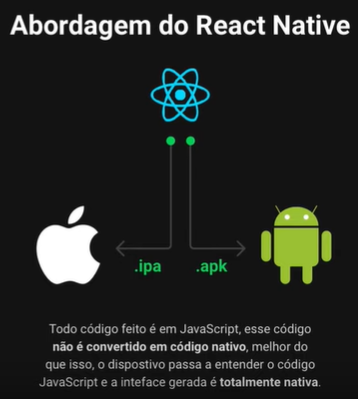 Abordagem do React Native
.ipa
.apk
Todo código feito é em JavaScript, esse código
não é convertido em código nativo, melhor do
que isso, o dispostivo passa a entender o código
JavaScript e a inteface gerada é totalmente nativa.